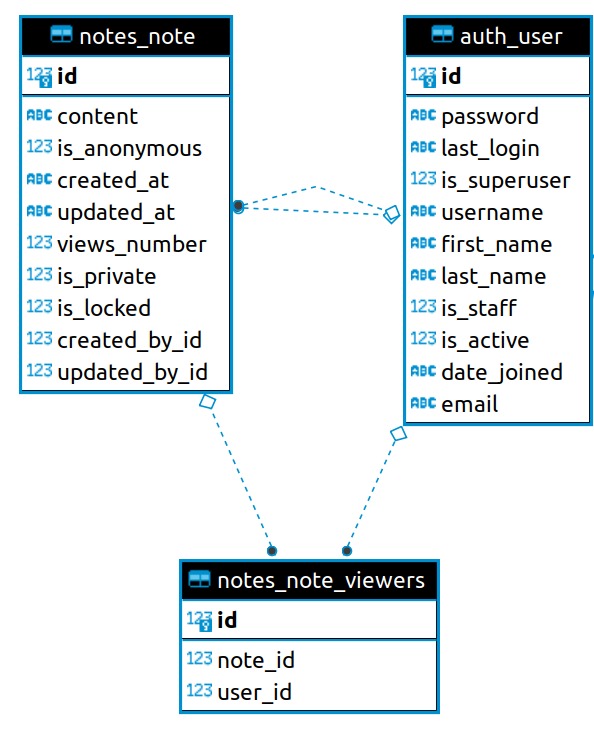 notes_note
123 id
ABC content
123 is_anonymous
ABC created_at
ABC updated_at
123 views_number
123 is_private
123 is_locked
123 created_by_id
123 updated_by_id
auth_user
123 id
ABC password
ABC last_login
123 is_superuser
ABC username
ABC first_name
ABC last_name
123 is_staff
123 is_active
ABC date_joined
ABC email
notes_note_viewers
123 id
123 note_id
123 user_id